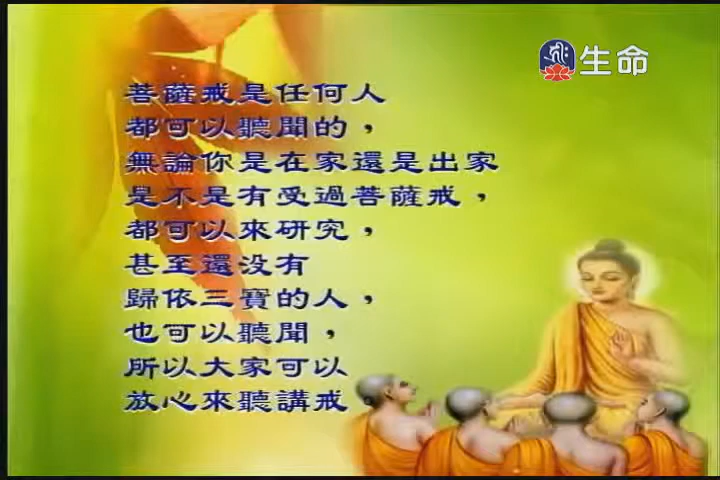 生命
菩薩戒是任何人
都可以聽聞的，
無論你是在家還是出家
是不是有受過菩薩戒，
都可以來研究，
甚至還没有
歸依三寶的人，
也可以聽聞，
所以大家可以
放心來聽講戒